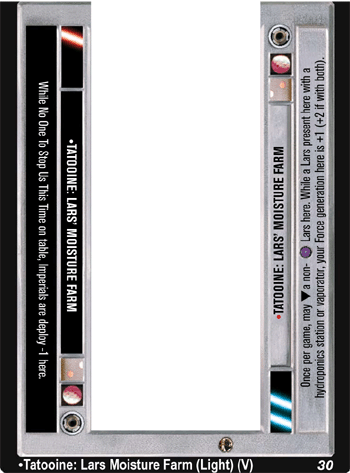 While No One To Stop Us This Time on table, Imperials are deploy -1 here.
•TATOOINE: LARS' MOISTURE FARM
•TATOOINE: LARS' MOISTURE FARM
Once per game, may ▼ a non- Lars here. While a Lars present here with a
hydroponics station or vaporator, your Force generation here is +1 (+2 if with both).
•Tatooine: Lars Moisture Farm (Light) (V) 30